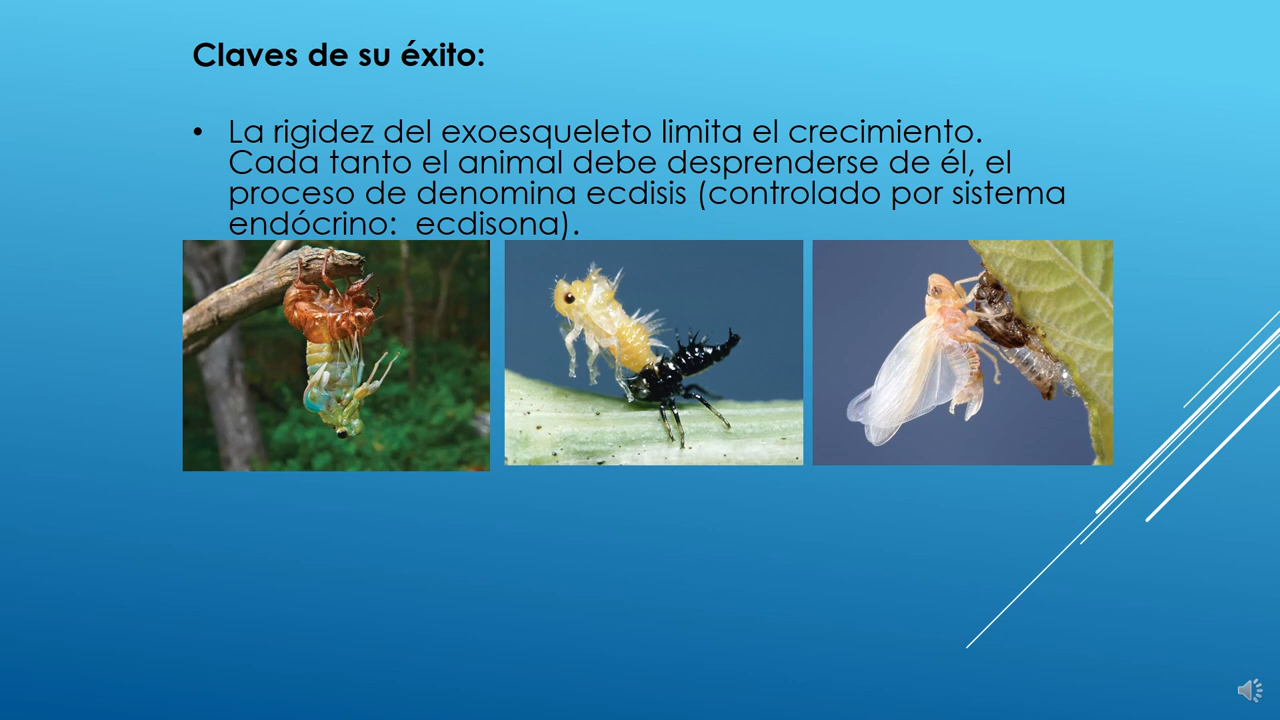 Claves de su éxito:
• La rigidez del exoesqueleto limita el crecimiento.
Cada tanto el animal debe desprenderse de él, el
proceso de denomina ecdisis (controlado por sistema
endócrino: ecdisona).